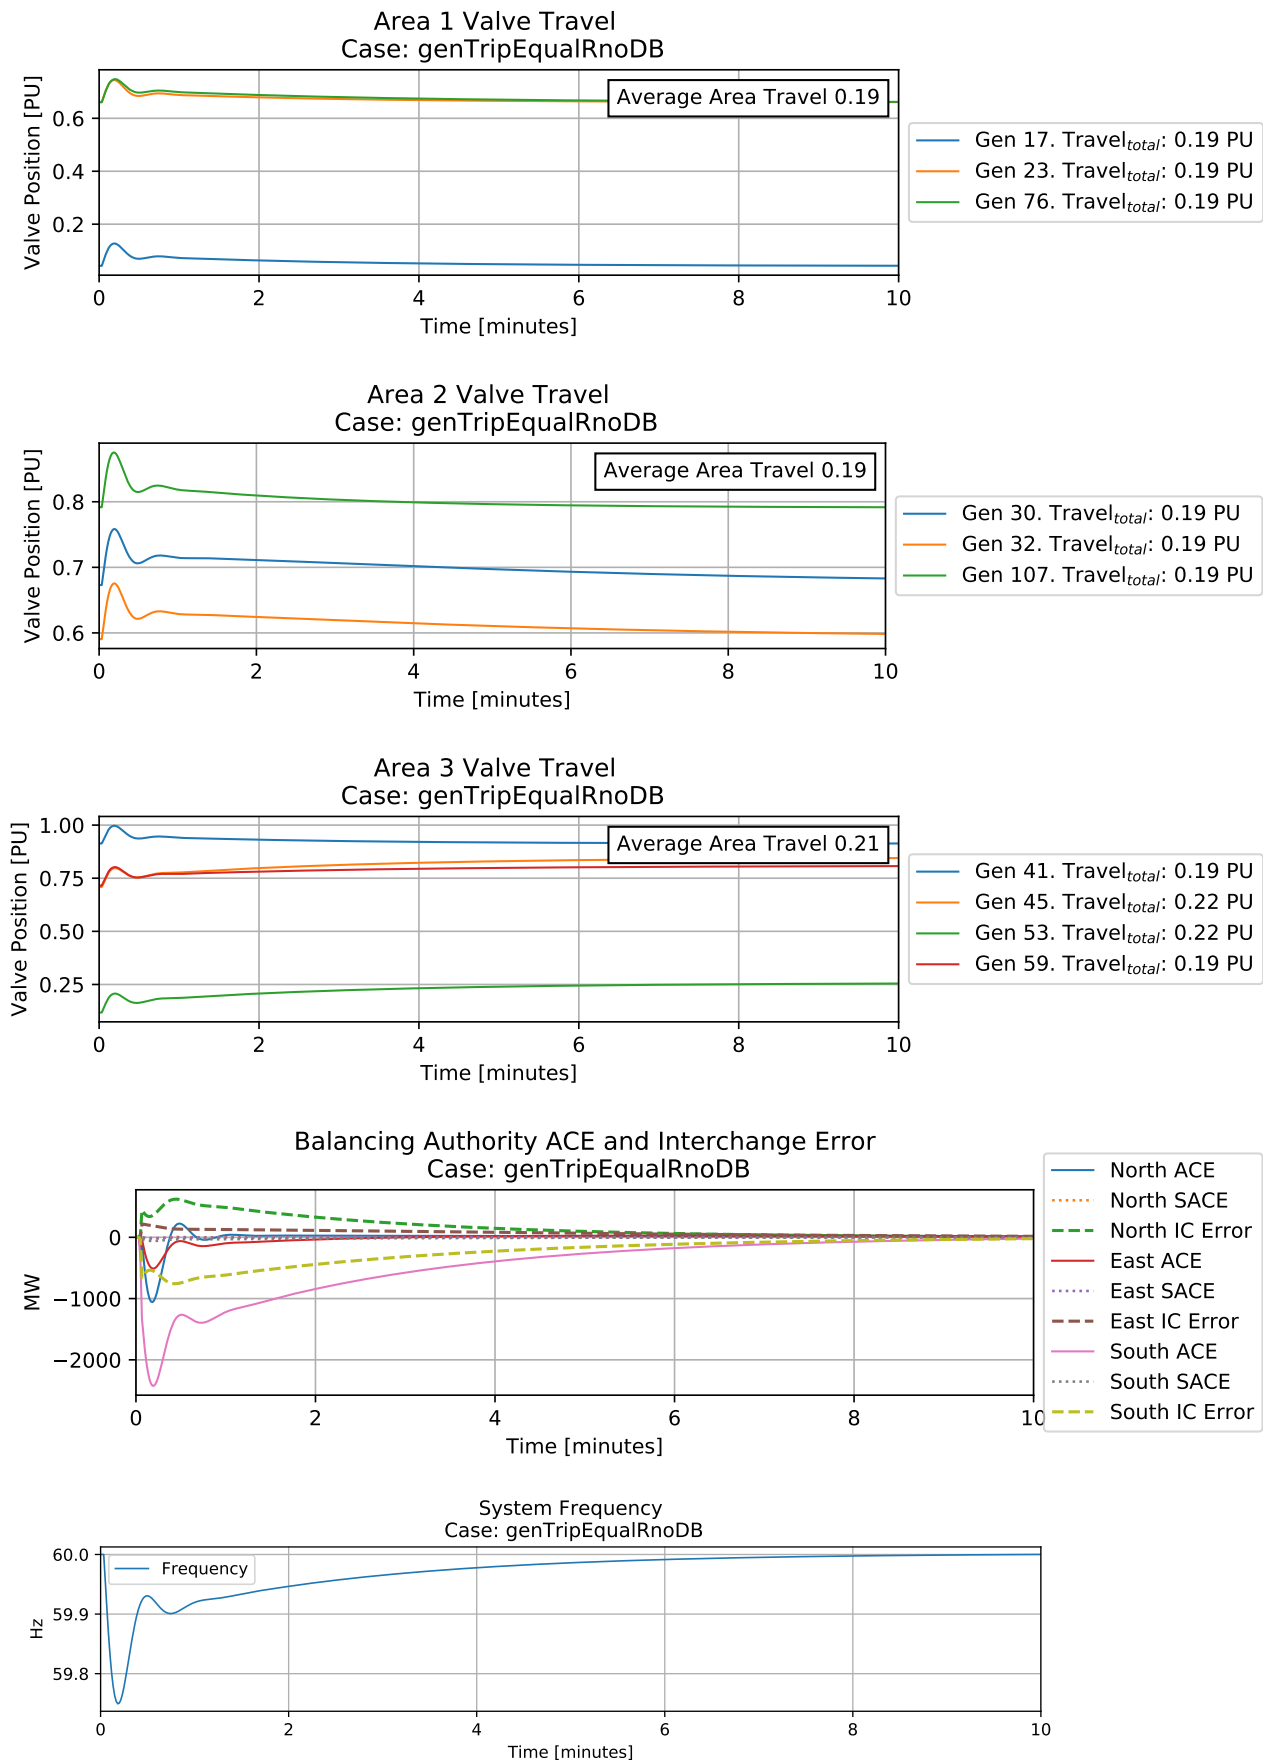 Area 1 Valve Travel
Case: genTripEqualRnoDB
Valve Position [PU]
0.6
0.4
0.2
Average Area Travel 0.19
Gen 17. Travel_total: 0.19 PU
Gen 23. Travel_total: 0.19 PU
Gen 76. Travel_total: 0.19 PU
0 2 4 6 8 10
Time [minutes]
Area 2 Valve Travel
Case: genTripEqualRnoDB
Valve Position [PU]
0.8
0.7
0.6
Average Area Travel 0.19
Gen 30. Travel_total: 0.19 PU
Gen 32. Travel_total: 0.19 PU
Gen 107. Travel_total: 0.19 PU
0 2 4 6 8 10
Time [minutes]
Area 3 Valve Travel
Case: genTripEqualRnoDB
Valve Position [PU]
1.00
0.75
0.50
0.25
Average Area Travel 0.21
Gen 41. Travel_total: 0.19 PU
Gen 45. Travel_total: 0.22 PU
Gen 53. Travel_total: 0.22 PU
Gen 59. Travel_total: 0.19 PU
0 2 4 6 8 10
Time [minutes]
Balancing Authority ACE and Interchange Error
Case: genTripEqualRnoDB
MW
0
−1000
−2000
North ACE
North SACE
North IC Error
East ACE
East SACE
East IC Error
South ACE
South SACE
South IC Error
0 2 4 6 8 10
Time [minutes]
System Frequency
Case: genTripEqualRnoDB
Hz
60.0
59.9
59.8
Frequency
0 2 4 6 8 10
Time [minutes]